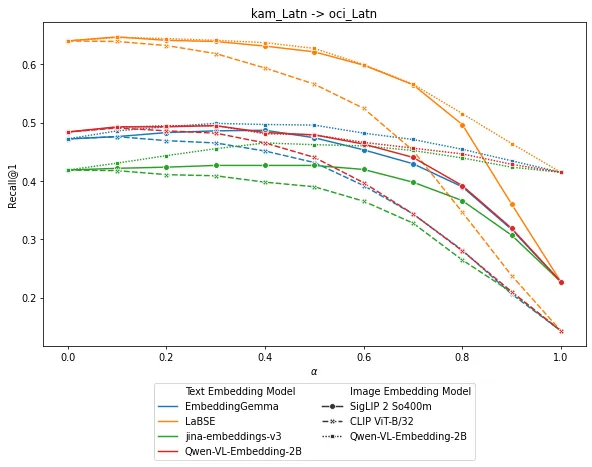 kam_Latn -> oci_Latn
Recall@1
0.6
0.5
0.4
0.3
0.2
0.0 0.2 0.4 0.6 0.8 1.0
α
Text Embedding Model Image Embedding Model
EmbeddingGemma SigLIP 2 So400m
LaBSE CLIP ViT-B/32
jina-embeddings-v3 Qwen-VL-Embedding-2B
Qwen-VL-Embedding-2B